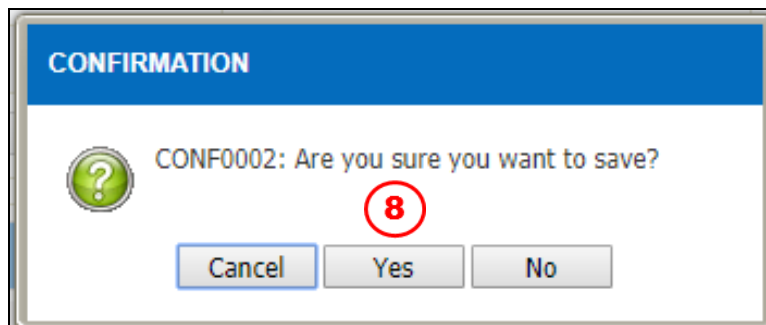 CONFIRMATION
? CONF0002: Are you sure you want to save?
8
Cancel Yes No